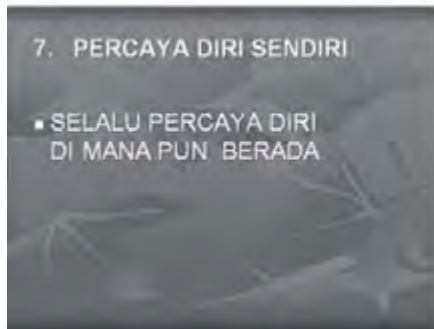 7. PERCAYA DIRI SENDIRI
▪ SELALU PERCAYA DIRI
DI MANA PUN BERADA